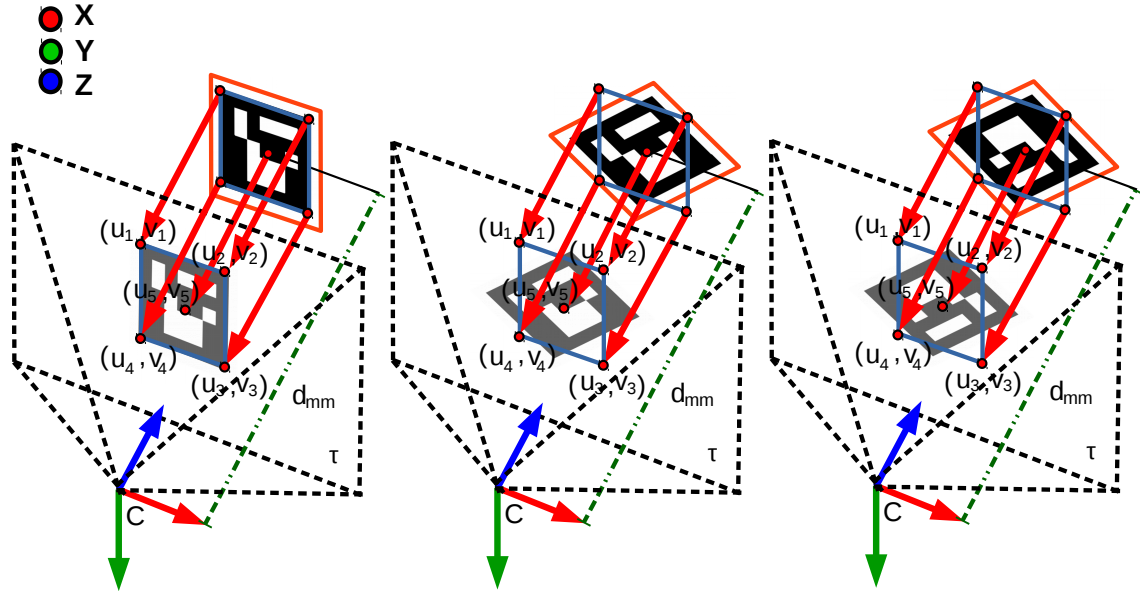 X
Y
Z
(u₁,v₁)
(u₂,v₂)
(u₅,v₅)
(u₄,v₄)
(u₃,v₃)
dmm
τ
C
(u₁,v₁)
(u₂,v₂)
(u₅,v₅)
(u₄,v₄)
(u₃,v₃)
dmm
τ
C
(u₁,v₁)
(u₂,v₂)
(u₅,v₅)
(u₄,v₄)
(u₃,v₃)
dmm
τ
C